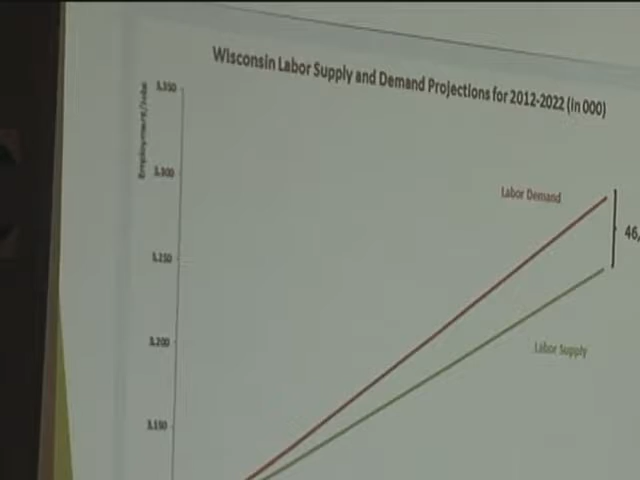 Wisconsin Labor Supply and Demand Projections for 2012-2022 (in 000)
3,350
Employment/Jobs
3,300
Labor Demand
46,
3,250
3,200
Labor Supply
3,150